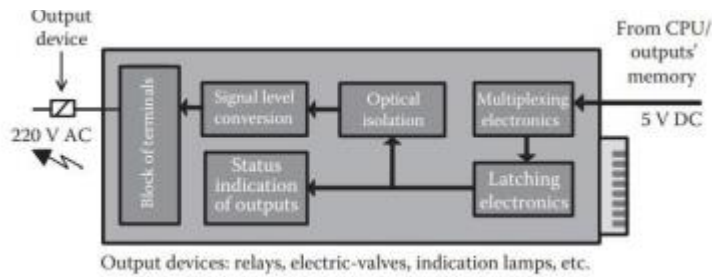 Output
device
220 V AC
Block of terminals
Signal level
conversion
Optical
isolation
Multiplexing
electronics
Status
indication
of outputs
Latching
electronics
From CPU/
outputs'
memory
5 V DC
Output devices: relays, electric-valves, indication lamps, etc.